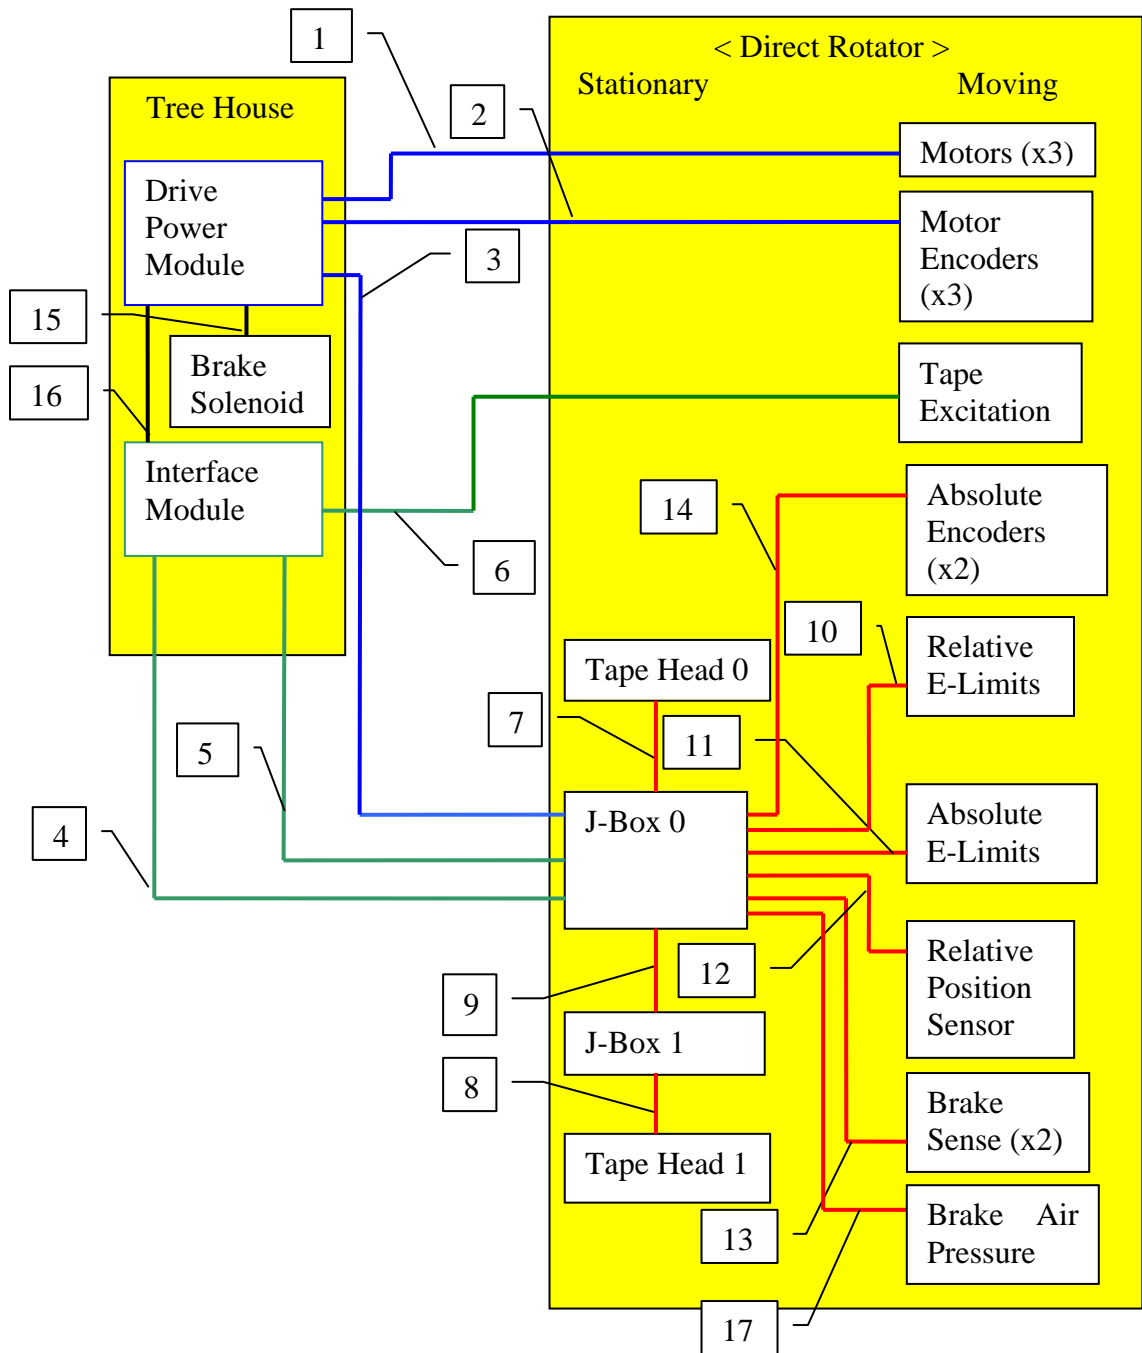 1
< Direct Rotator >
Stationary
Moving
Tree House
2
Motors (x3)
Drive
Power
Module
Motor
Encoders
(x3)
3
15
Brake
Solenoid
Tape
Excitation
16
Interface
Module
14
Absolute
Encoders
(x2)
6
10
Relative
E-Limits
Tape Head 0
7
11
5
J-Box 0
Absolute
E-Limits
4
12
Relative
Position
Sensor
9
J-Box 1
8
Brake
Sense (x2)
Tape Head 1
13
Brake Air
Pressure
17